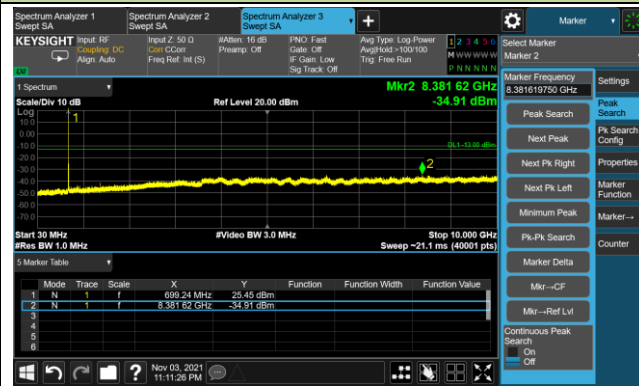 Spectrum Analyzer 1
Swept SA
Spectrum Analyzer 2
Swept SA
Spectrum Analyzer 3
Swept SA
+
Marker
KEYSIGHT
Input: RF
Coupling: DC
Align: Auto
Input Z: 50 Ω
Corr CCorr
Freq Ref: Int (S)
#Atten: 16 dB
Preamp: Off
PNO: Fast
Gate: Off
IF Gain: Low
Sig Track: Off
Avg Type: Log-Power
Avg|Hold:>100/100
Trig: Free Run
1 2 3 4 5 6
M W W W W W
P N N N N N
Select Marker
Marker 2
1 Spectrum
Scale/Div 10 dB
Ref Level 20.00 dBm
Mkr2 8.381 62 GHz
-34.91 dBm
Log
10.0
0.00
-10.0
-20.0
-30.0
-40.0
-50.0
-60.0
-70.0
1
DL1 -13.00 dBm
2
Start 30 MHz
#Res BW 1.0 MHz
#Video BW 3.0 MHz
Stop 10.000 GHz
Sweep ~21.1 ms (40001 pts)
5 Marker Table
Mode Trace Scale X Y Function Function Width Function Value
1 N 1 f 699.24 MHz 25.45 dBm
2 N 1 f 8.381 62 GHz -34.91 dBm
3
4
5
6
Marker Frequency
8.381619750 GHz
Peak Search
Next Peak
Next Pk Right
Next Pk Left
Minimum Peak
Pk-Pk Search
Marker Delta
Mkr→CF
Mkr→Ref Lvl
Continuous Peak
Search
On
Off
Settings
Peak
Search
Pk Search
Config
Properties
Marker
Function
Marker→
Counter
?
Nov 03, 2021
11:11:26 PM